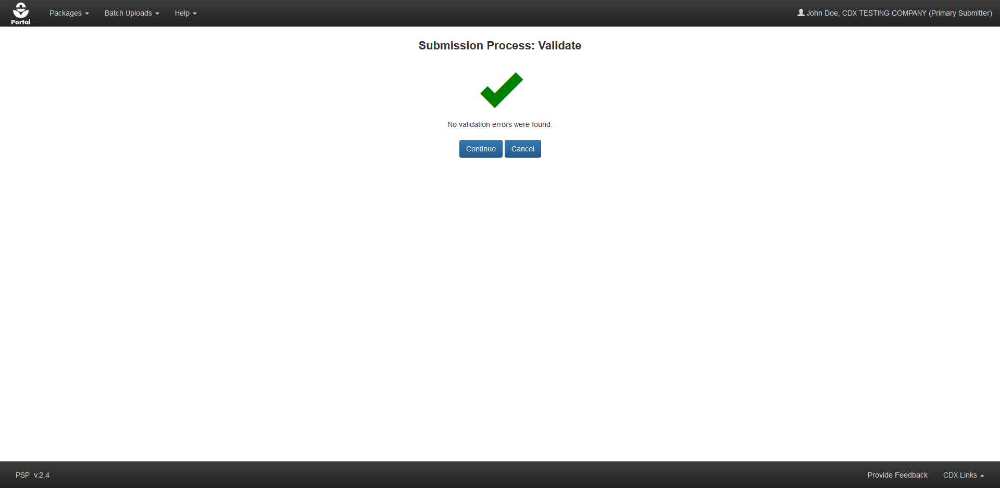 Portal
Packages
Batch Uploads
Help
John Doe, CDX TESTING COMPANY (Primary Submitter)
Submission Process: Validate
No validation errors were found.
Continue
Cancel
PSP v.2.4
Provide Feedback
CDX Links